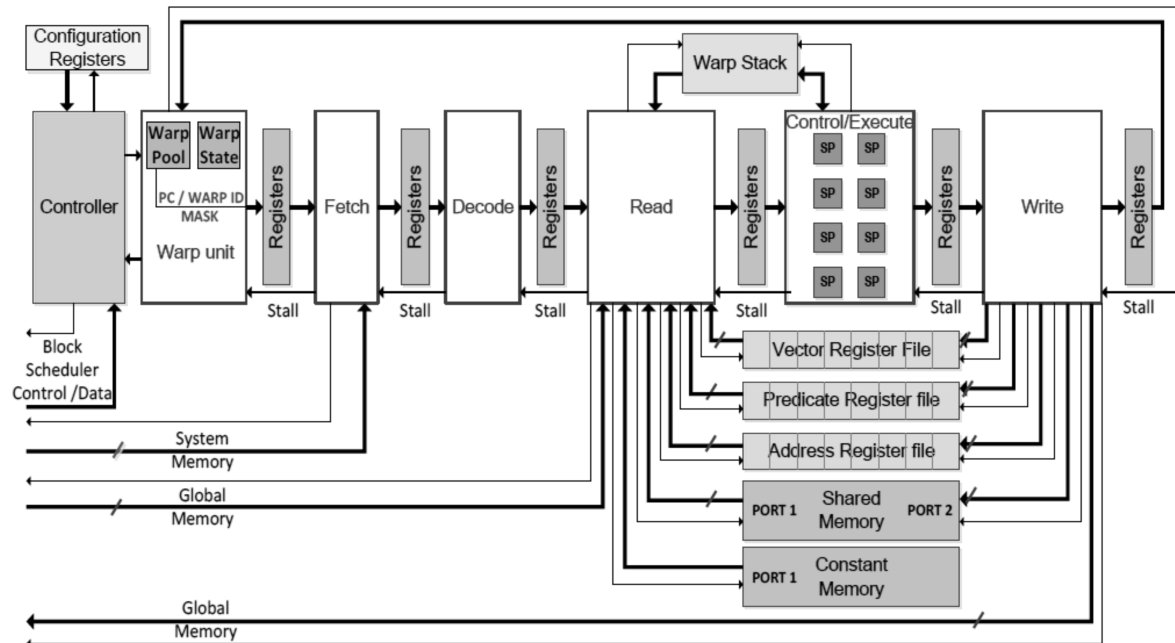 Configuration
Registers
Warp Stack
Controller
Warp
Pool
Warp
State
PC / WARP ID
MASK
Warp unit
Registers
Fetch
Registers
Decode
Registers
Read
Registers
Control/Execute
SP
SP
SP
SP
SP
SP
SP
SP
Registers
Write
Registers
Stall
Stall
Stall
Stall
Stall
Stall
Block
Scheduler
Control /Data
System
Memory
Global
Memory
Vector Register File
Predicate Register file
Address Register file
PORT 1
Shared
Memory
PORT 2
PORT 1
Constant
Memory
Global
Memory